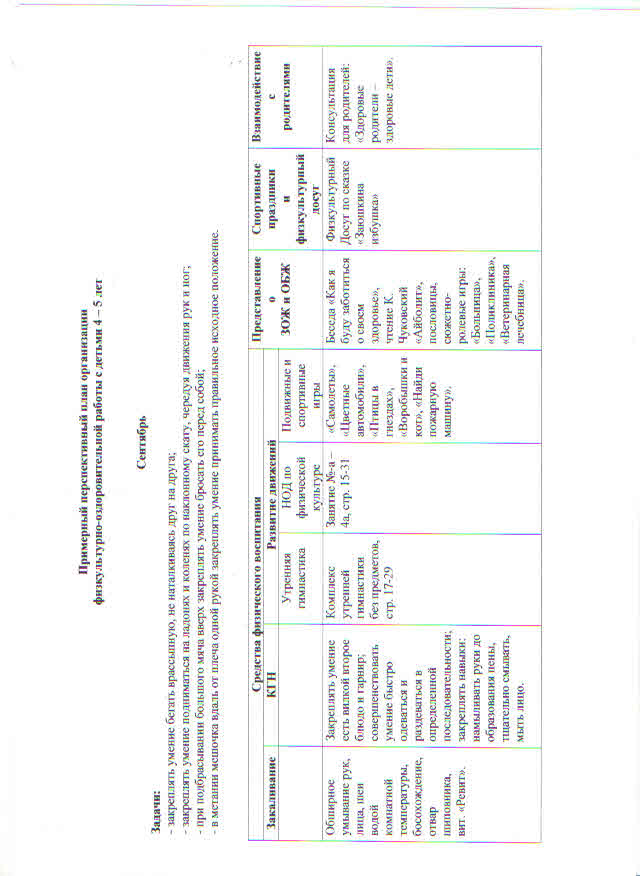 Примерный перспективный план организации
физкультурно-оздоровительной работы с детьми 4 – 5 лет
Сентябрь
Задачи:
- закреплять умение бегать врассыпную, не наталкиваясь друг на друга;
- закреплять умение подниматься на ладонях и коленях по наклонному скату, чередуя движения рук и ног;
- при подбрасывании большого мяча вверх закреплять умение бросать его перед собой;
- в метании мешочка вдаль от плеча одной рукой закреплять умение принимать правильное исходное положение.
Средства физического воспитания
Закаливание
КГН
Развитие движений
Утренняя
гимнастика
НОД по
физической
культуре
Подвижные и
спортивные
игры
Представление
о
ЗОЖ и ОБЖ
Спортивные
праздники
и
физкультурный
досуг
Взаимодействие
с
родителями
Обширное
умывание рук,
лица, шеи
водой
комнатной
температуры,
босохождение,
отвар
шиповника,
вит. «Ревит».
Закреплять умение
есть вилкой второе
блюдо и гарнир;
совершенствовать
умение быстро
одеваться и
раздеваться в
определенной
последовательности;
закреплять навыки:
намыливать руки до
образования пены,
тщательно смывать,
мыть лицо.
Комплекс
утренней
гимнастики
без предметов,
стр. 17-29
Занятие №-а –
4а, стр. 15-31
«Самолеты»,
«Цветные
автомобили»,
«Птицы в
гнездах»,
«Воробышки и
кот», «Найди
пожарную
машину».
Беседа «Как я
буду заботиться
о своем
здоровье»,
чтение К.
Чуковский
«Айболит»,
пословицы,
сюжетно-
ролевые игры:
«Больница»,
«Поликлиника»,
«Ветеринарная
лечебница».
Физкультурный
Досуг по сказке
«Заюшкина
избушка»
Консультация
для родителей:
«Здоровые
родители –
здоровые дети».